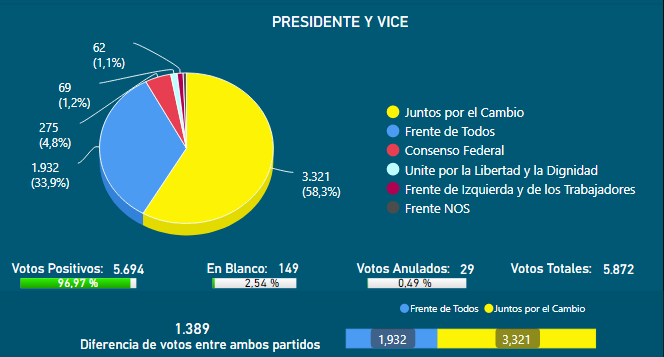 PRESIDENTE Y VICE
62
(1,1%)
69
(1,2%)
275
(4,8%)
1.932
(33,9%)
3.321
(58,3%)
Juntos por el Cambio
Frente de Todos
Consenso Federal
Unite por la Libertad y la Dignidad
Frente de Izquierda y de los Trabajadores
Frente NOS
Votos Positivos: 5.694
96,97 %
En Blanco: 149
2.54 %
Votos Anulados: 29
0.49 %
Votos Totales: 5.872
Frente de Todos Juntos por el Cambio
1.389
Diferencia de votos entre ambos partidos
1,932 3,321